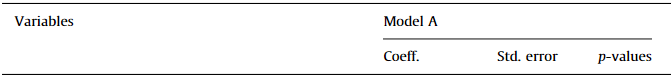 Variables Model A
Coeff. Std. error p-values